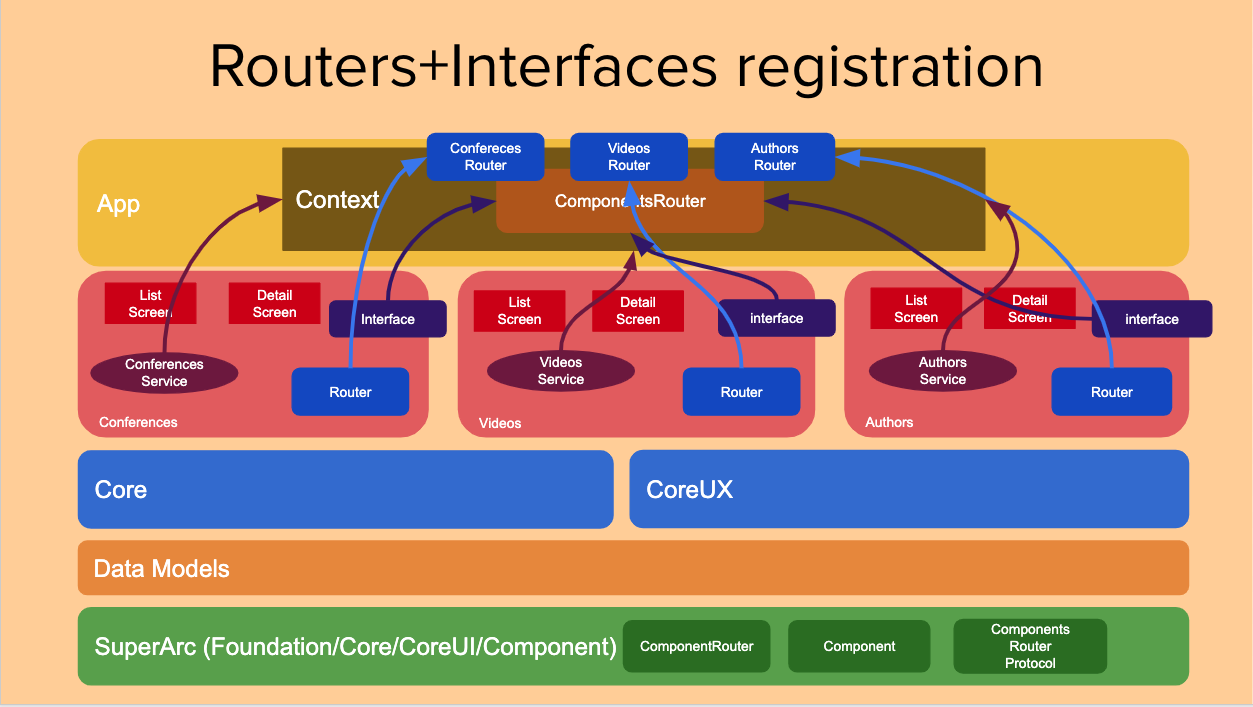 Routers+Interfaces registration
Confereces
Router
Videos
Router
Authors
Router
App
Context
ComponentsRouter
List
Screen
Detail
Screen
Interface
Conferences
Service
Router
Conferences
List
Screen
Detail
Screen
interface
Videos
Service
Router
Videos
List
Screen
Detail
Screen
interface
Authors
Service
Router
Authors
Core
CoreUX
Data Models
SuperArc (Foundation/Core/CoreUI/Component)
ComponentRouter
Component
Components
Router
Protocol